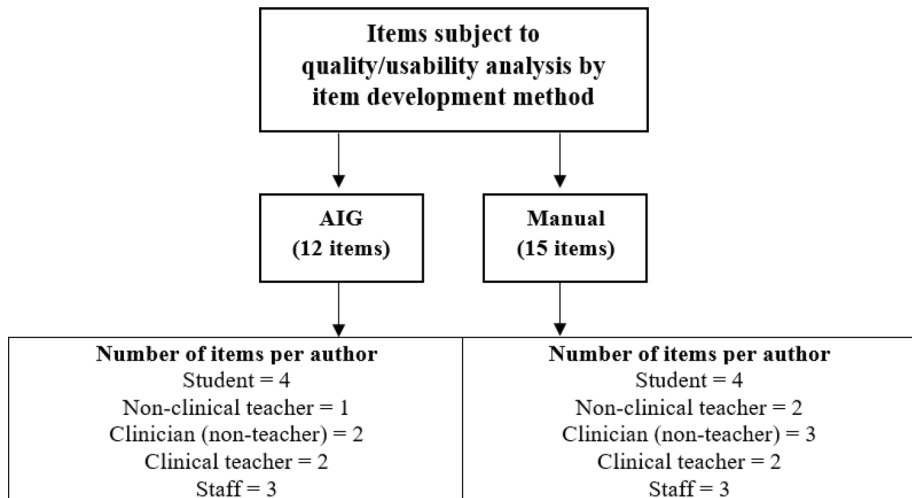 Items subject to
quality/usability analysis by
item development method
AIG
(12 items)
Manual
(15 items)
Number of items per author
Student = 4
Non-clinical teacher = 1
Clinician (non-teacher) = 2
Clinical teacher = 2
Staff = 3
Number of items per author
Student = 4
Non-clinical teacher = 2
Clinician (non-teacher) = 3
Clinical teacher = 2
Staff = 3